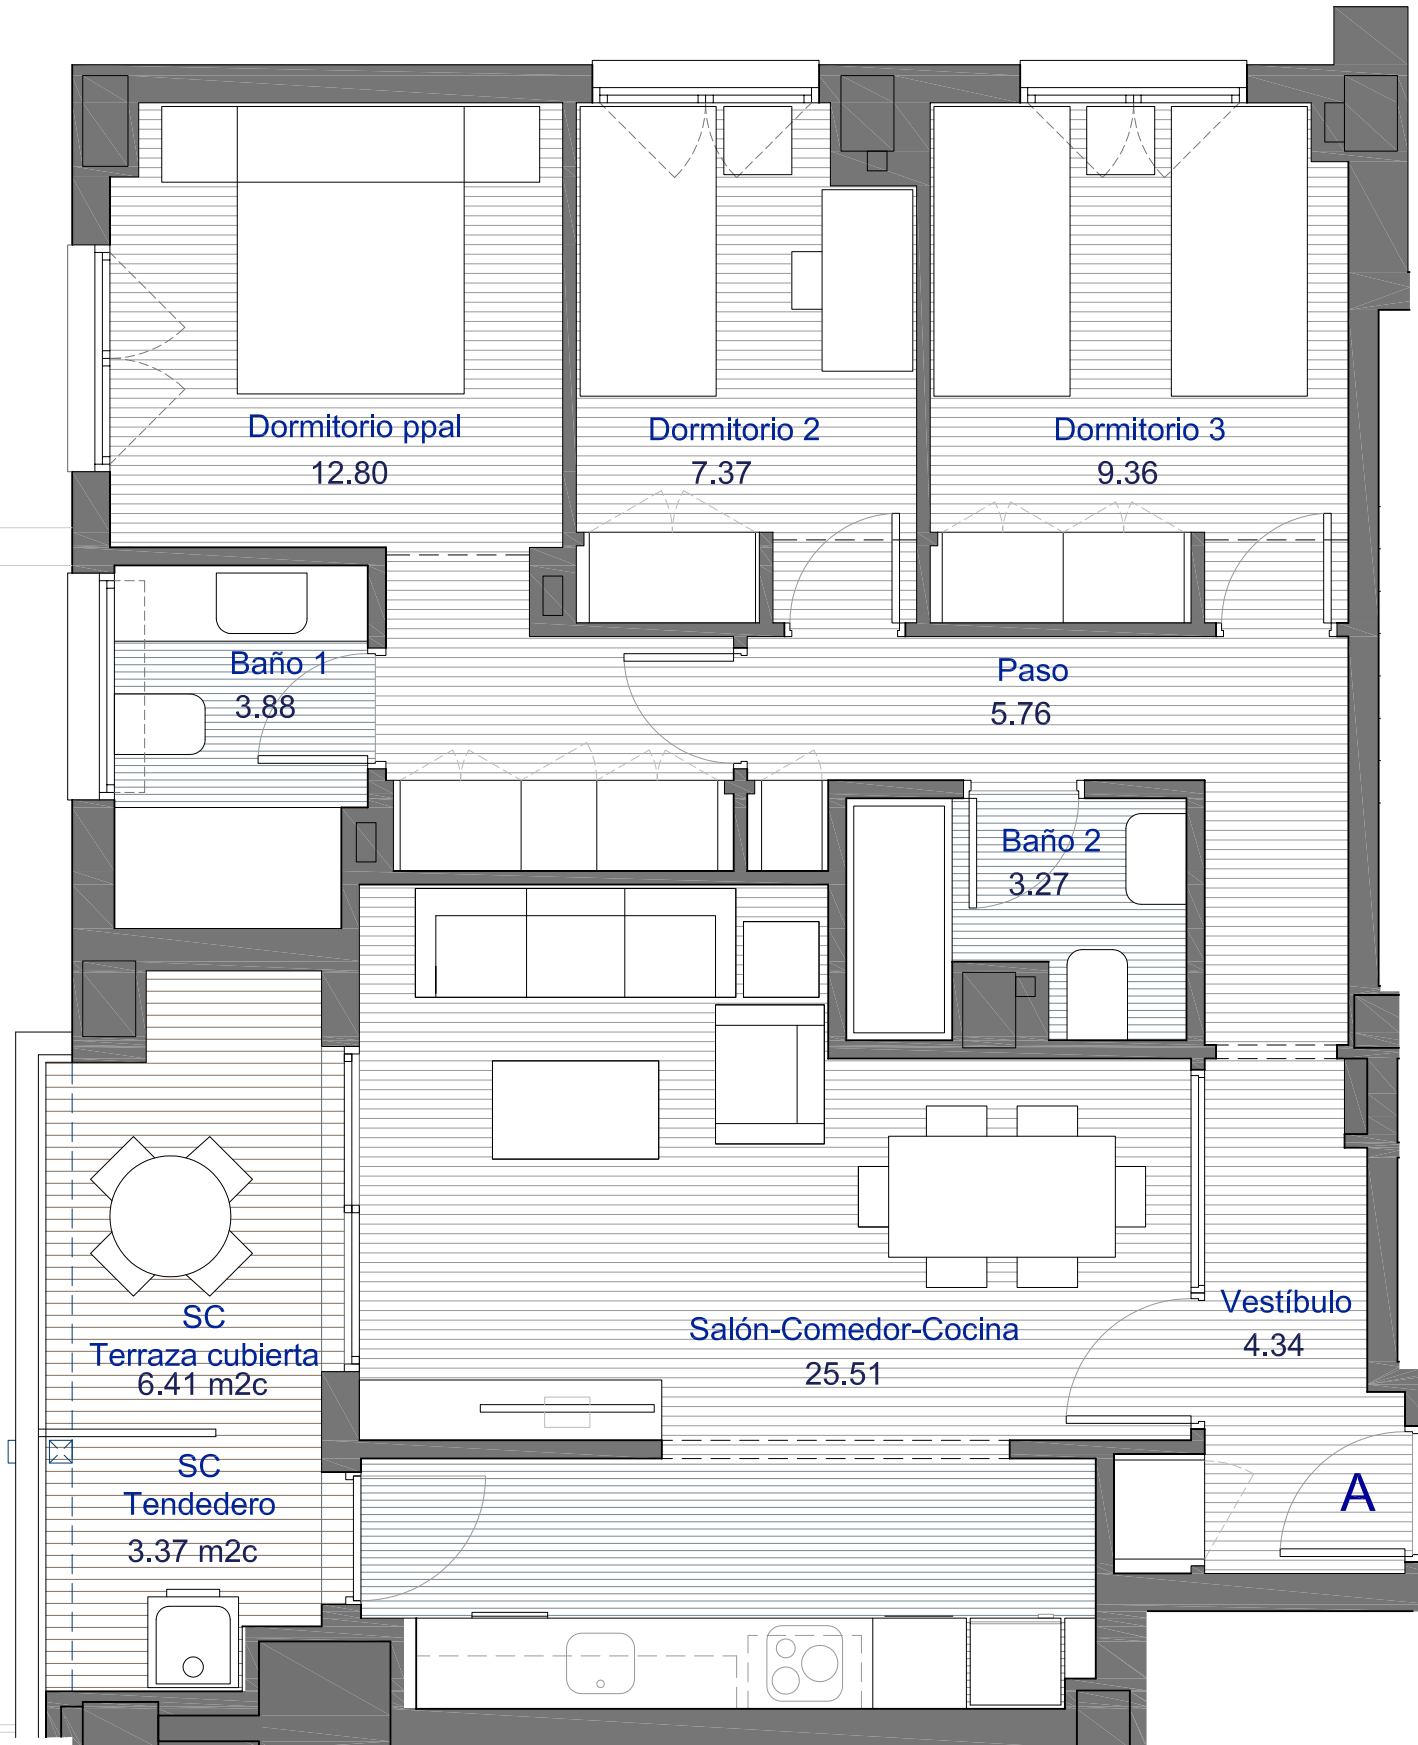 Dormitorio ppal
12.80
Dormitorio 2
7.37
Dormitorio 3
9.36
Baño 1
3.88
Paso
5.76
Baño 2
3.27
SC
Terraza cubierta
6.41 m2c
Salón-Comedor-Cocina
25.51
Vestíbulo
4.34
SC
Tendedero
3.37 m2c
A